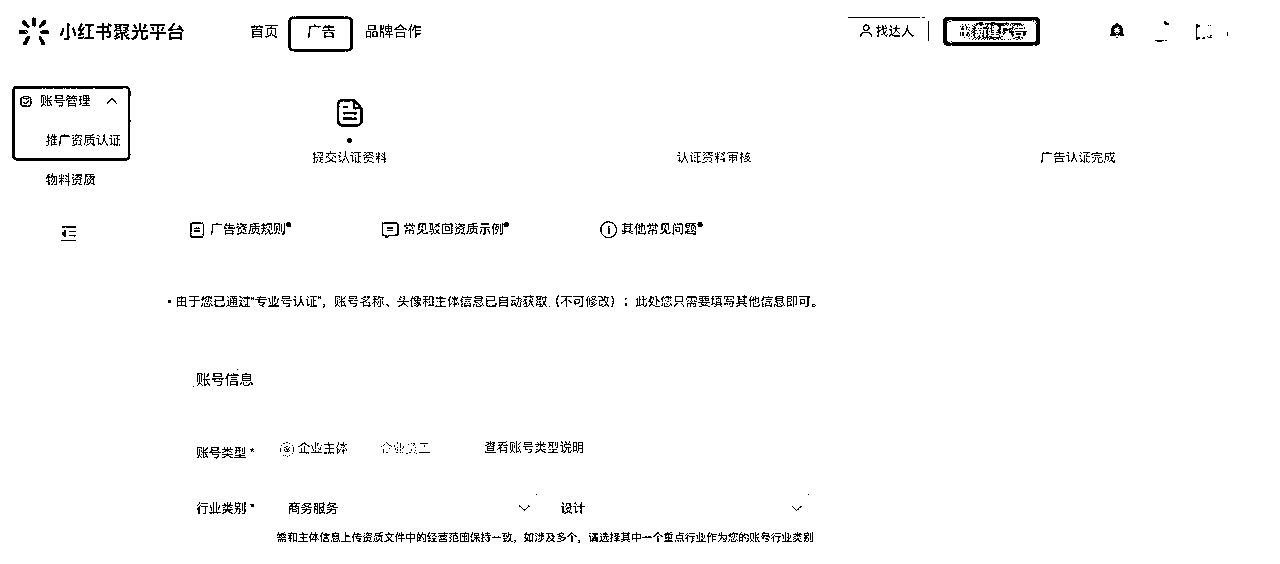 小红书聚光平台 首页 广告 品牌合作 找达人 新建广告
账号管理
推广资质认证
提交认证资料 认证资料审核 广告认证完成
物料资质
广告资质规则 常见驳回资质示例 其他常见问题
• 由于您已通过“专业号认证”，账号名称、头像和主体信息已自动获取（不可修改）；此处您只需要填写其他信息即可。
账号信息
账号类型 * 企业主体 企业员工 查看账号类型说明
行业类别 * 商务服务 设计
需和主体信息上传资质文件中的经营范围保持一致，如涉及多个，请选择其中一个重点行业作为您的账号行业类别